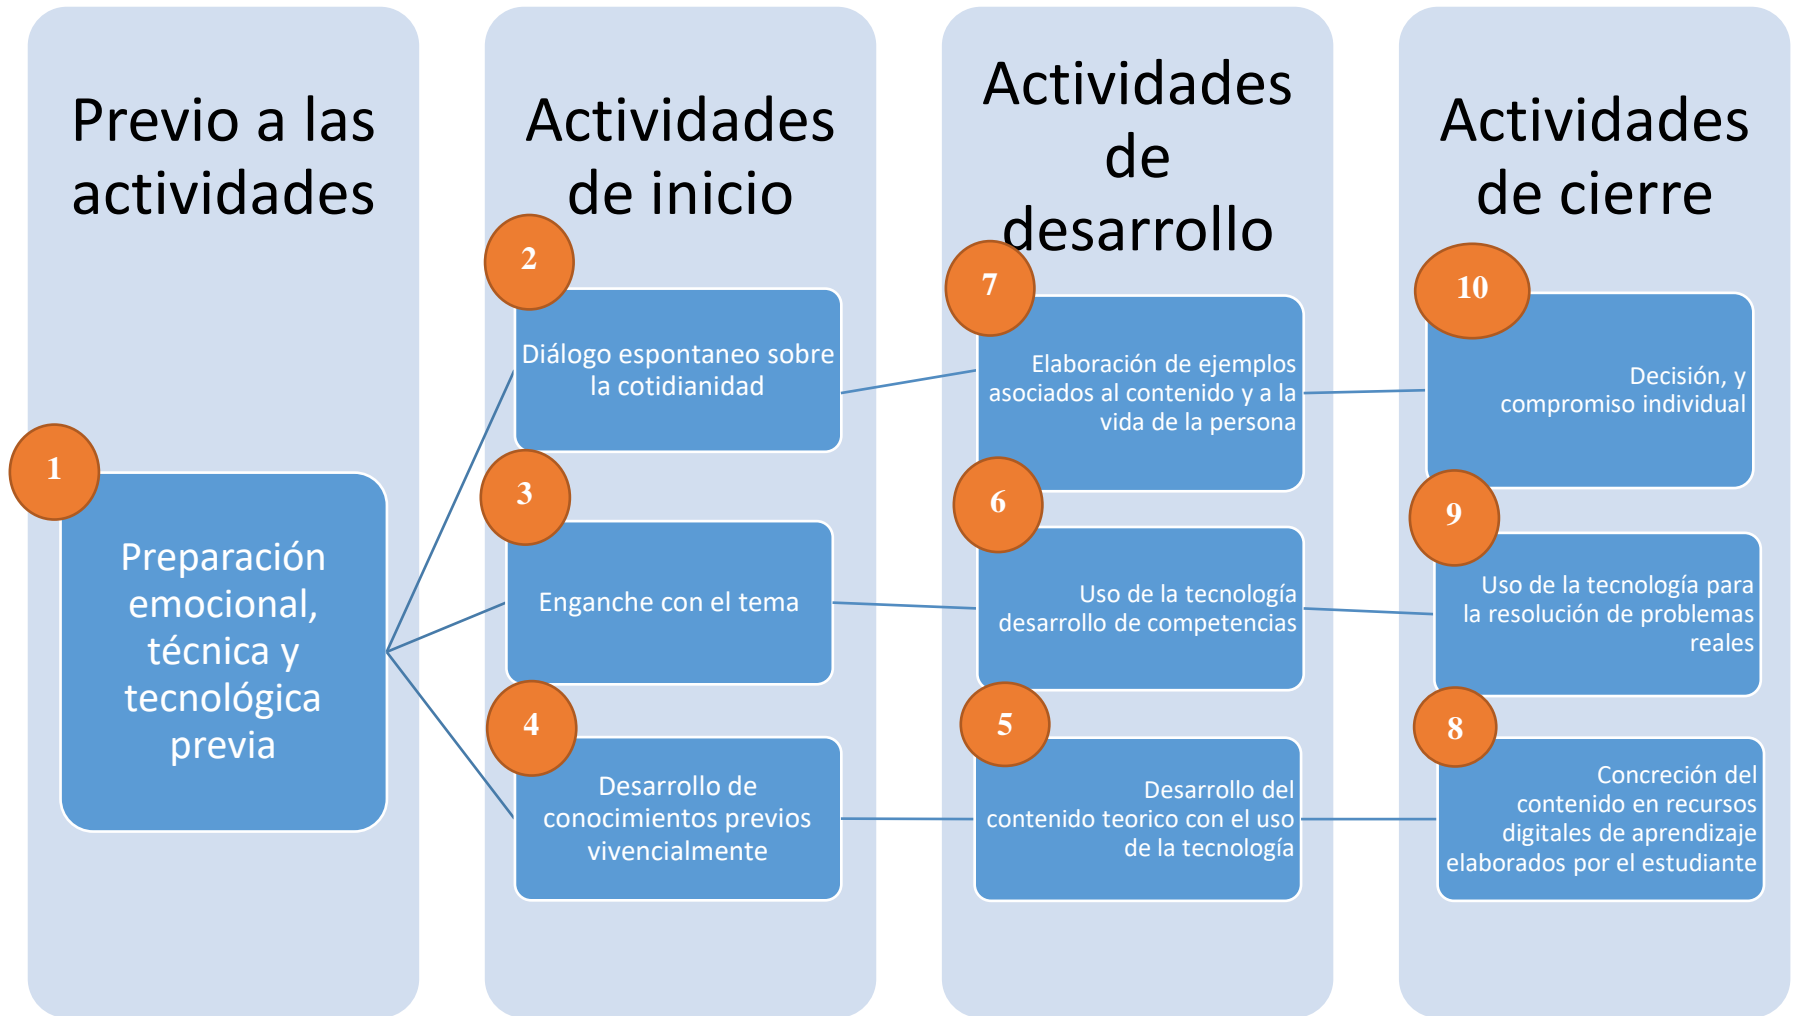 Previo a las
actividades
1
Preparación
emocional,
técnica y
tecnológica
previa
Actividades
de inicio
2
Diálogo espontaneo sobre
la cotidianidad
3
Enganche con el tema
4
Desarrollo de
conocimientos previos
vivencialmente
Actividades
de
desarrollo
7
Elaboración de ejemplos
asociados al contenido y a la
vida de la persona
6
Uso de la tecnología
desarrollo de competencias
5
Desarrollo del
contenido teorico con el uso
de la tecnología
Actividades
de cierre
10
Decisión, y
compromiso individual
9
Uso de la tecnología para
la resolución de problemas
reales
8
Concreción del
contenido en recursos
digitales de aprendizaje
elaborados por el estudiante